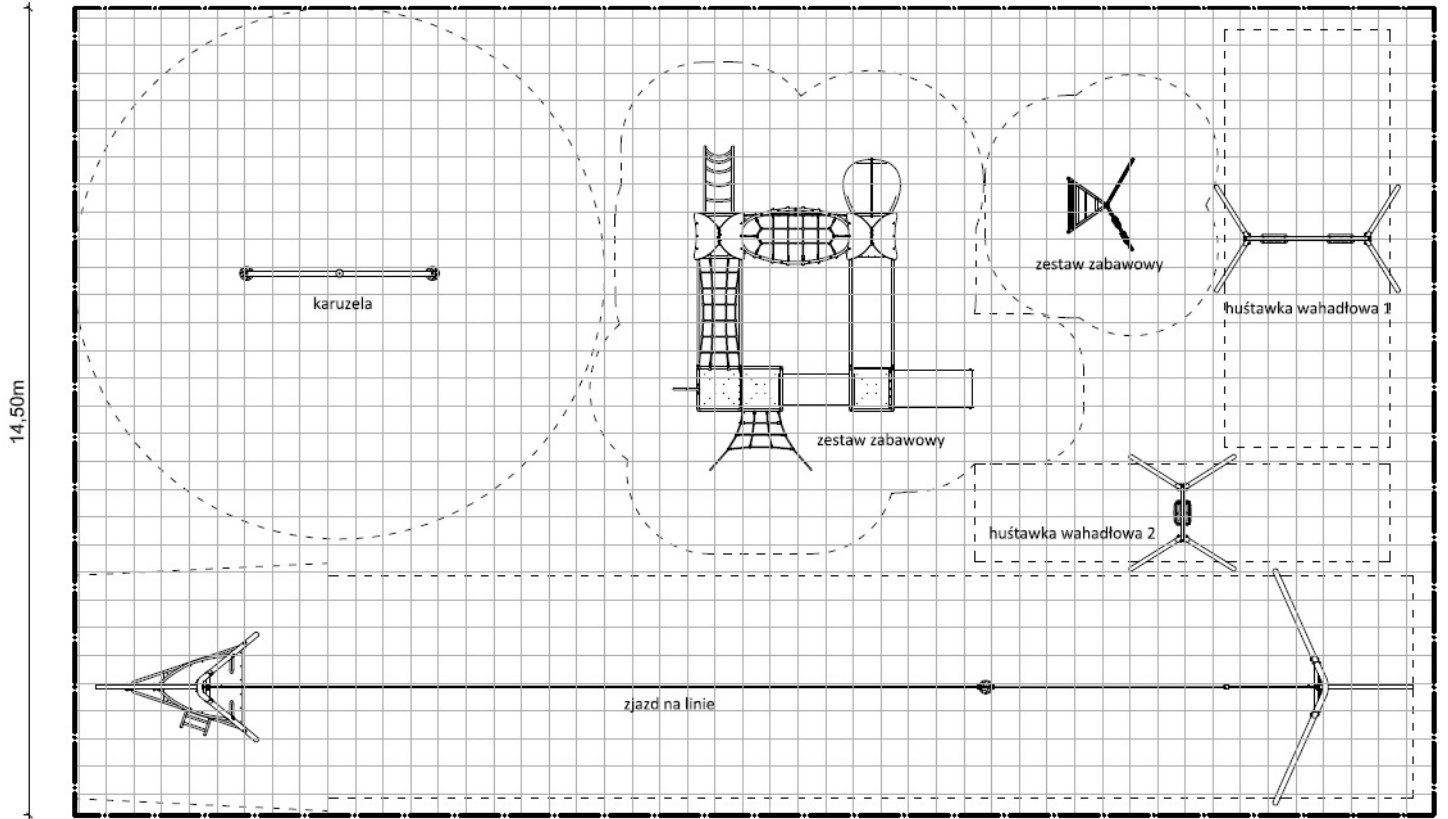 zestaw zabawowy
karuzela
huśtawka wahadłowa 1
14,50m
zestaw zabawowy
huśtawka wahadłowa 2
zjazd na linie